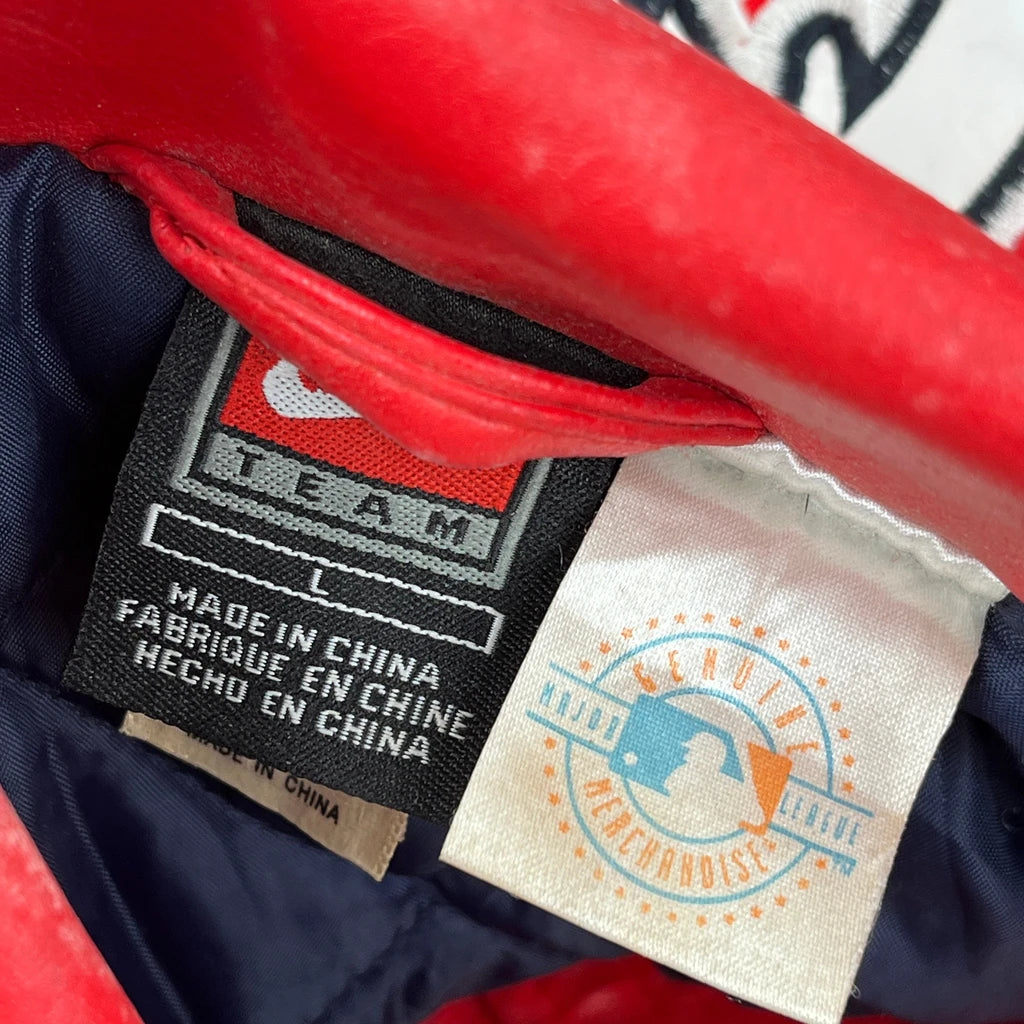 TEAM
L
MADE IN CHINA
FABRIQUE EN CHINE
HECHO EN CHINA
MADE IN CHINA
GENUINE
MAJOR LEAGUE
MERCHANDISE